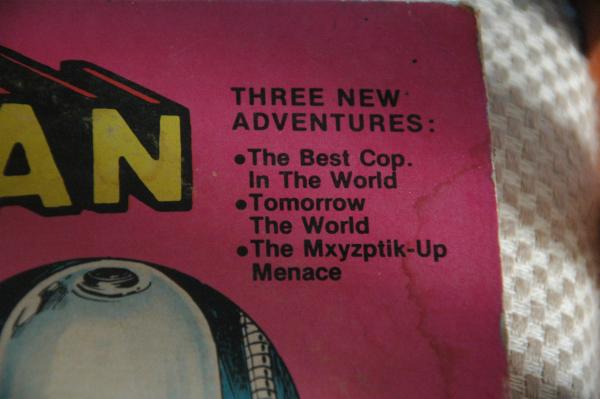 AN
THREE NEW
ADVENTURES:
•The Best Cop.
In The World
•Tomorrow
The World
•The Mxyzptik-Up
Menace